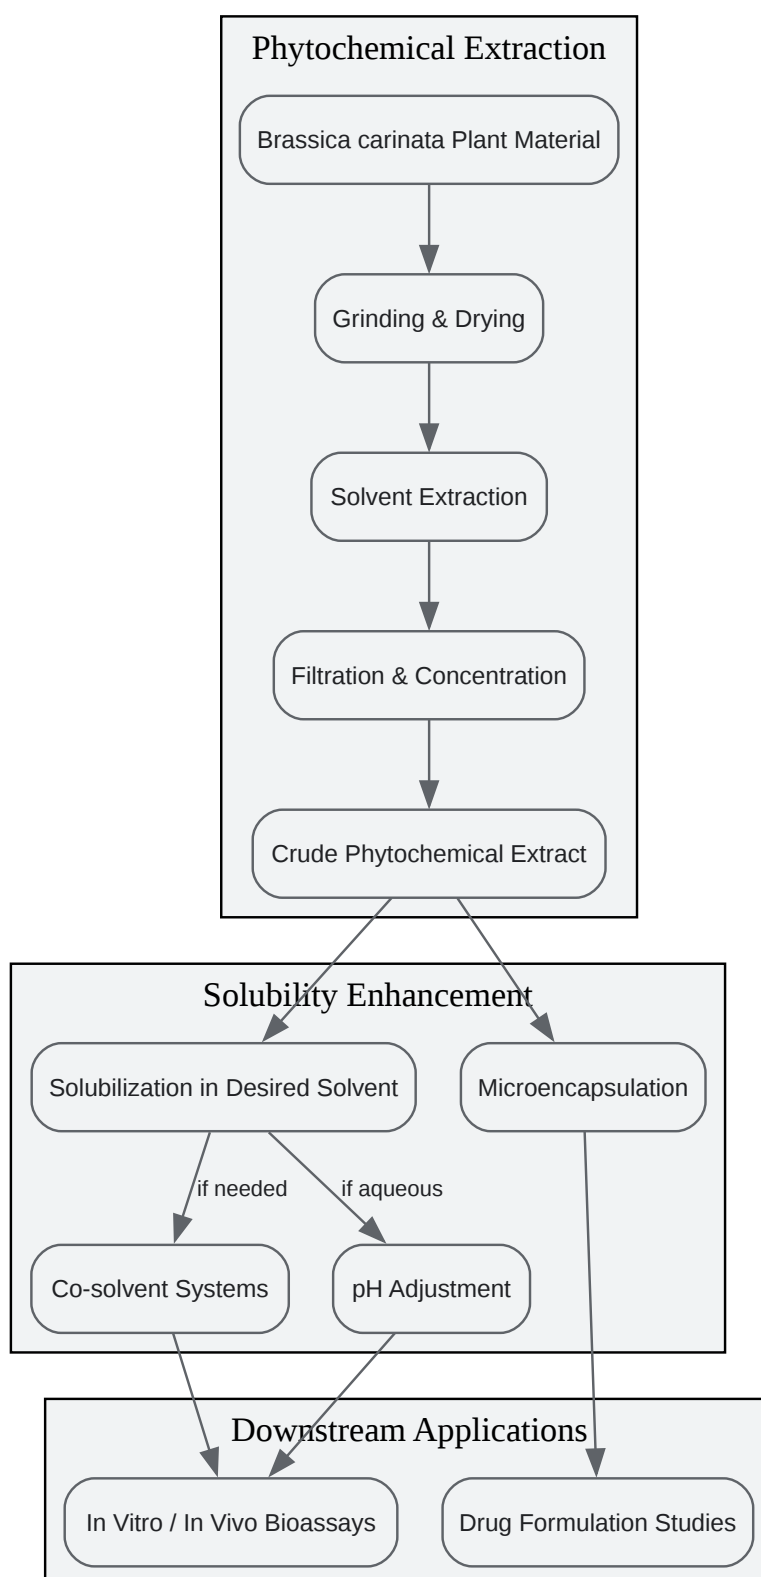 Phytochemical Extraction
Brassica carinata Plant Material
Grinding & Drying
Solvent Extraction
Filtration & Concentration
Crude Phytochemical Extract
Solubility Enhancement
Solubilization in Desired Solvent
Microencapsulation
if needed
if aqueous
Co-solvent Systems
pH Adjustment
Downstream Applications
In Vitro / In Vivo Bioassays
Drug Formulation Studies